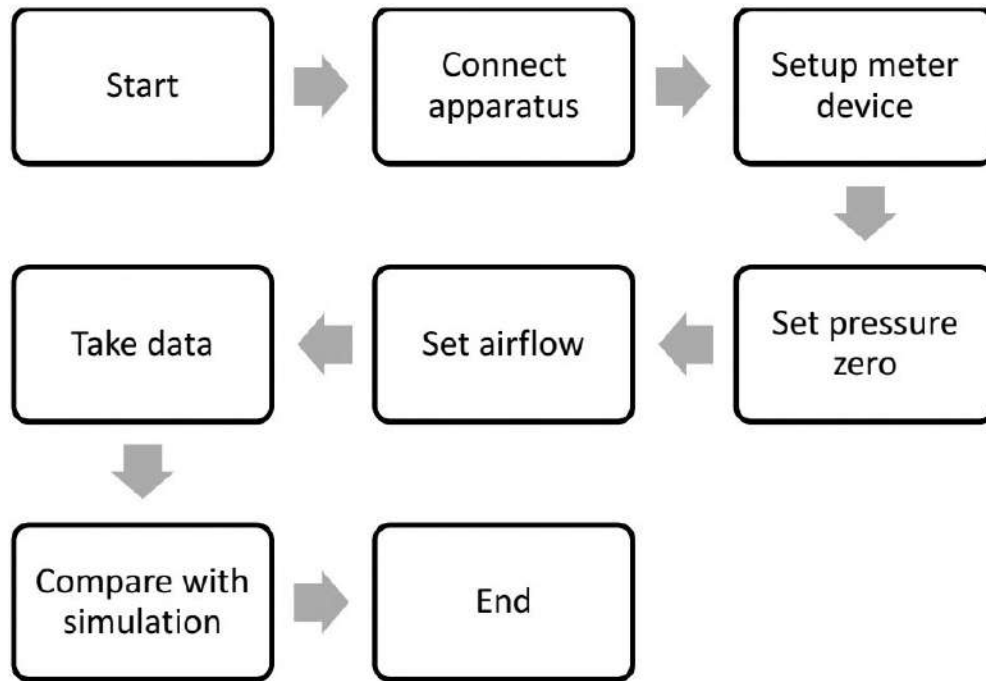 Start
Connect
apparatus
Setup meter
device
Set pressure
zero
Set airflow
Take data
Compare with
simulation
End